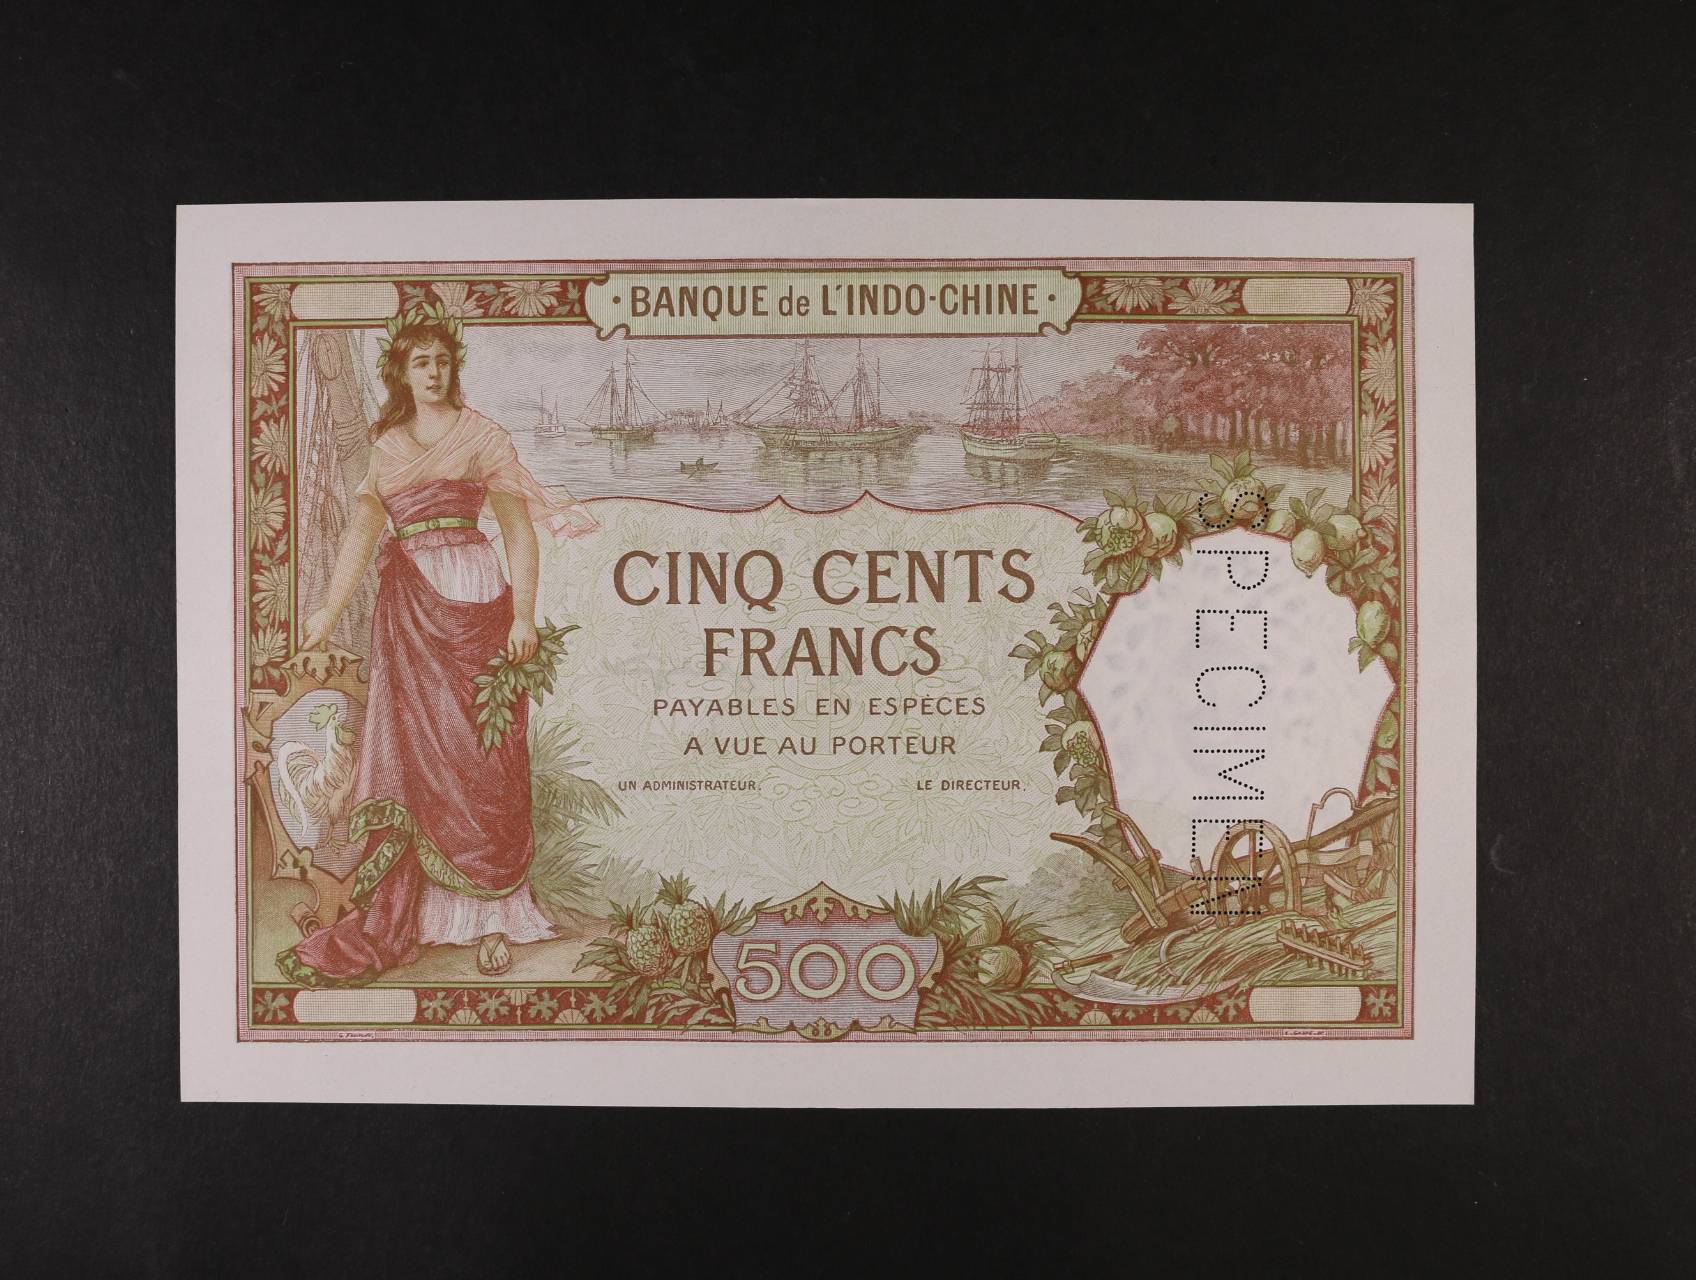 · BANQUE de L'INDO-CHINE ·
CINQ CENTS
FRANCS
PAYABLES EN ESPÈCES
A VUE AU PORTEUR
UN ADMINISTRATEUR.
LE DIRECTEUR.
SPECIMEN
500